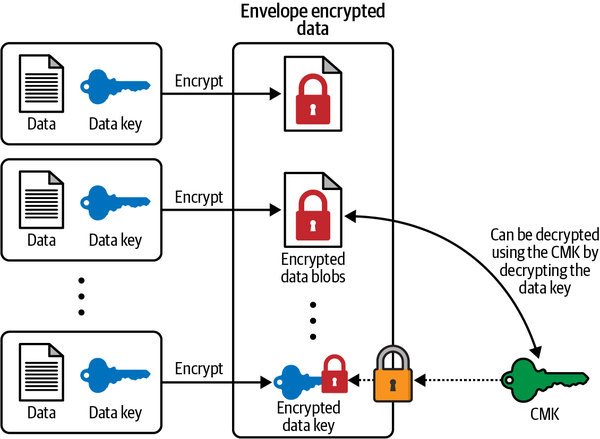 Envelope encrypted
data
Data
Data key
Encrypt
Data
Data key
Encrypt
Encrypted
data blobs
Can be decrypted
using the CMK by
decrypting the
data key
Data
Data key
Encrypt
Encrypted
data key
CMK